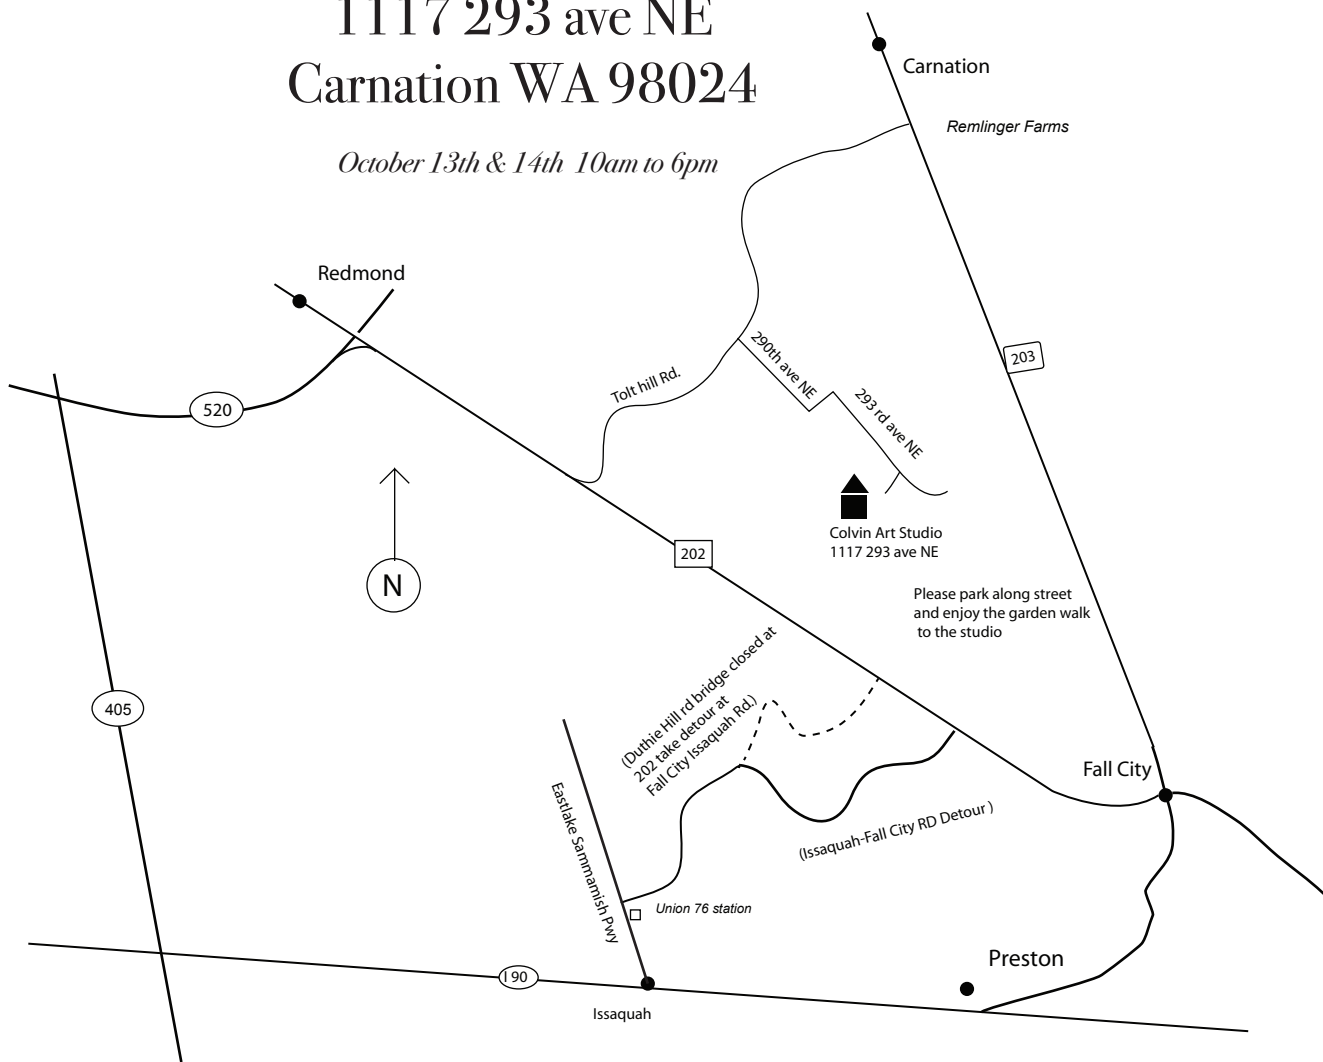 1117 293 ave NE
Carnation WA 98024
October 13th & 14th 10am to 6pm
Carnation
Remlinger Farms
Redmond
203
290th ave NE
Tolt hill Rd.
293 rd ave NE
520
N
Colvin Art Studio
1117 293 ave NE
202
Please park along street
and enjoy the garden walk
to the studio
405
(Duthie Hill rd bridge closed at
202 take detour at
Fall City Issaquah Rd.)
Fall City
Eastlake Sammamish Pwy
(Issaquah-Fall City RD Detour )
Union 76 station
Preston
I 90
Issaquah